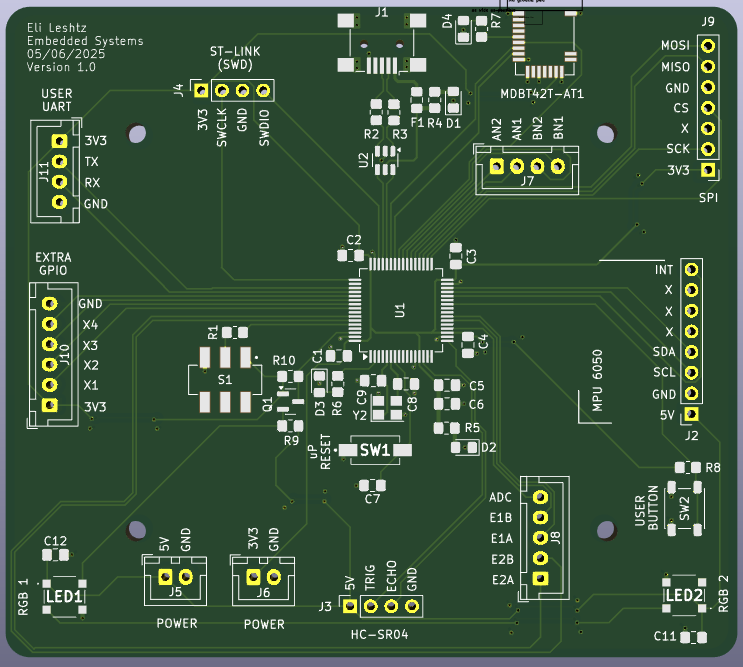 Eli Leshtz
Embedded Systems
05/06/2025
Version 1.0
J1
D4
R7
J9
ST-LINK
(SWD)
MOSI
MISO
GND
CS
X
SCK
3V3
SPI
MDBT42T-AT1
USER
UART
J4
3V3
SWCLK
GND
SWDIO
F1
R4
D1
R2
R3
U2
AN2
AN1
BN2
BN1
J7
J11
3V3
TX
RX
GND
C2
C3
EXTRA
GPIO
GND
X4
X3
X2
X1
3V3
J10
U1
INT
X
X
X
SDA
SCL
GND
5V
J2
MPU 6050
R1
S1
C1
C4
R10
Q1
R9
D3
R6
C9
C8
Y2
C5
C6
R5
D2
uP
RESET
SW1
C7
R8
USER
BUTTON
SW2
ADC
E1B
E1A
E2B
E2A
J8
C12
RGB 1
LED1
5V
GND
J5
POWER
3V3
GND
J6
POWER
J3
5V
TRIG
ECHO
GND
HC-SR04
LED2
RGB 2
C11